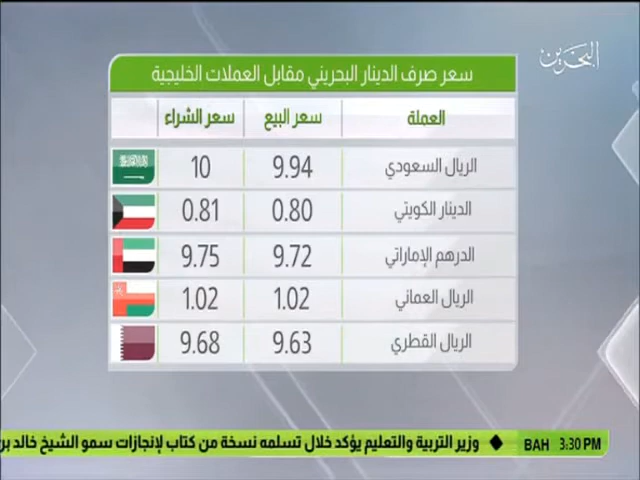 البحرين
سعر صرف الدينار البحريني مقابل العملات الخليجية
العملة سعر البيع سعر الشراء
الريال السعودي 9.94 10
الدينار الكويتي 0.80 0.81
الدرهم الإماراتي 9.72 9.75
الريال العماني 1.02 1.02
الريال القطري 9.63 9.68
BAH 3:30 PM ◆ وزير التربية والتعليم يؤكد خلال تسلمه نسخة من كتاب لإنجازات سمو الشيخ خالد بن